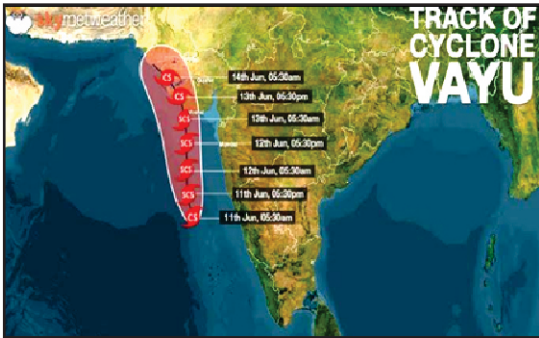 skymetweather
TRACK OF
CYCLONE
VAYU
CS
14th Jun, 05:30am
CS
13th Jun, 05:30pm
SCS
13th Jun, 05:30am
SCS
12th Jun, 05:30pm
SCS
12th Jun, 05:30am
SCS
11th Jun, 05:30pm
CS
11th Jun, 05:30am